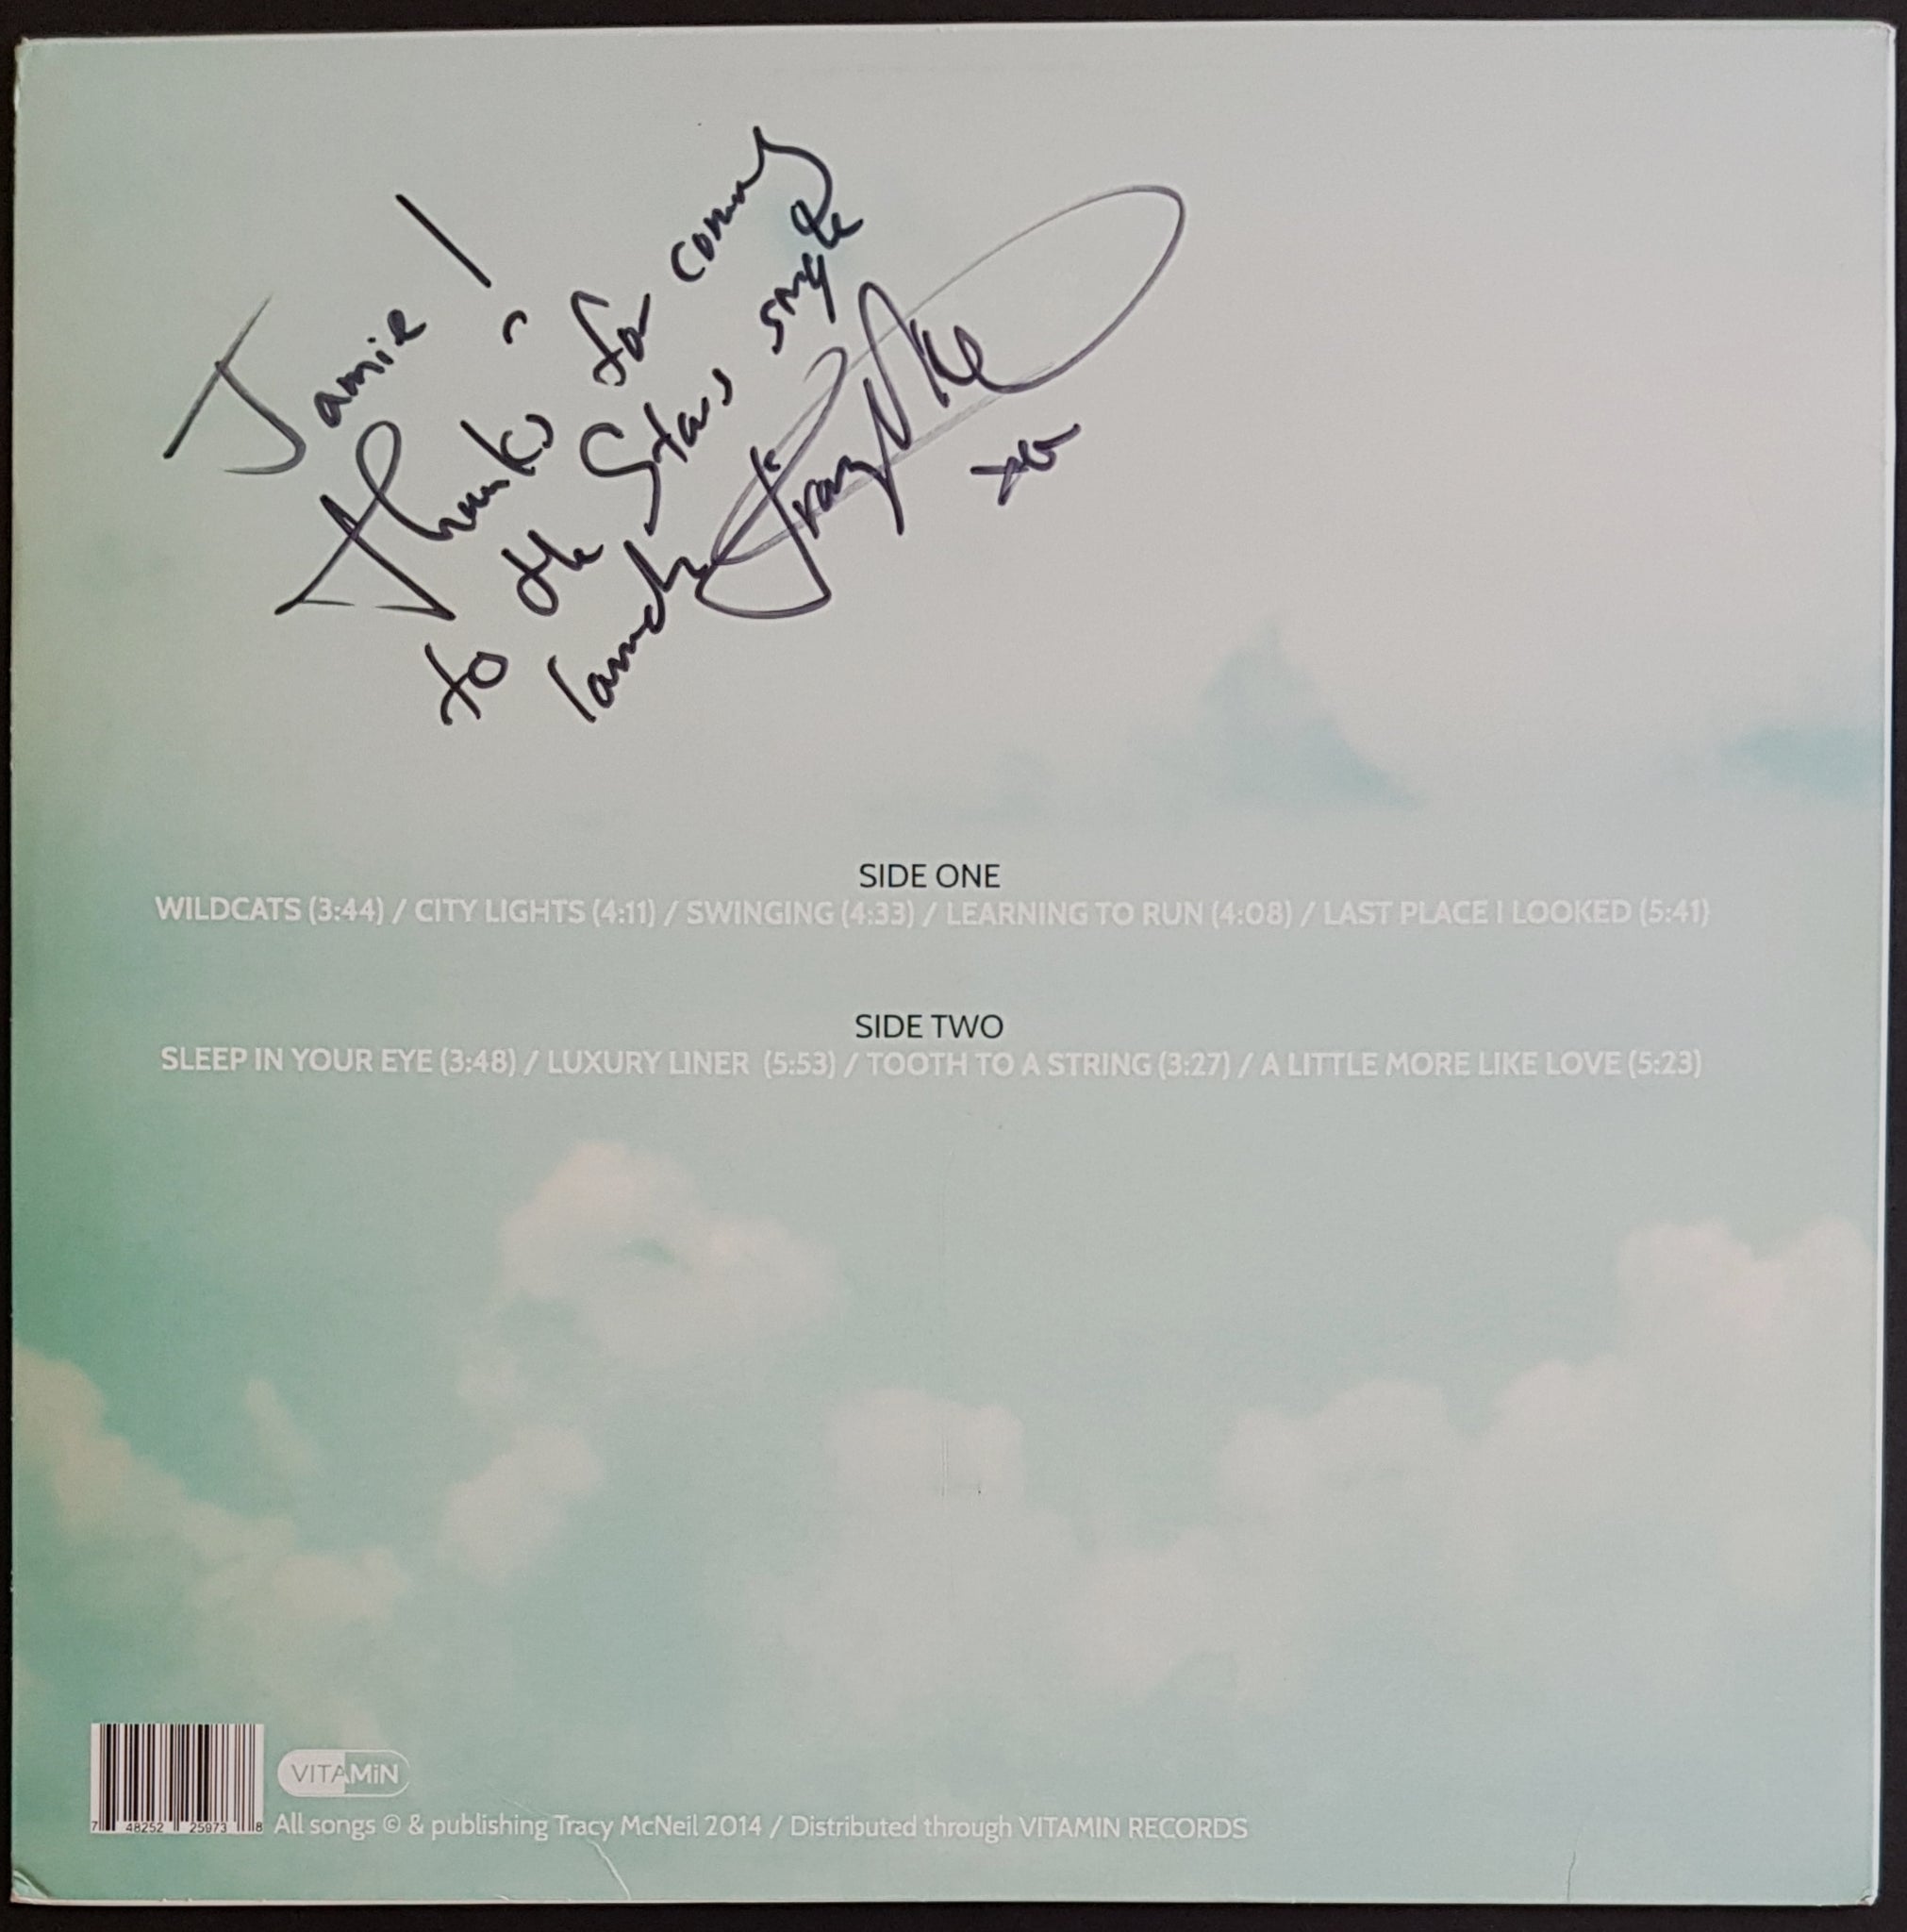 Jamie!
Thanks for coming
to the Stars single
launch
Tracy McNeil
xo
SIDE ONE
WILDCATS (3:44) / CITY LIGHTS (4:11) / SWINGING (4:33) / LEARNING TO RUN (4:08) / LAST PLACE I LOOKED (5:41)
SIDE TWO
SLEEP IN YOUR EYE (3:48) / LUXURY LINER (5:53) / TOOTH TO A STRING (3:27) / A LITTLE MORE LIKE LOVE (5:23)
VITAMiN
7 48252 25973 8
All songs © & publishing Tracy McNeil 2014 / Distributed through VITAMIN RECORDS